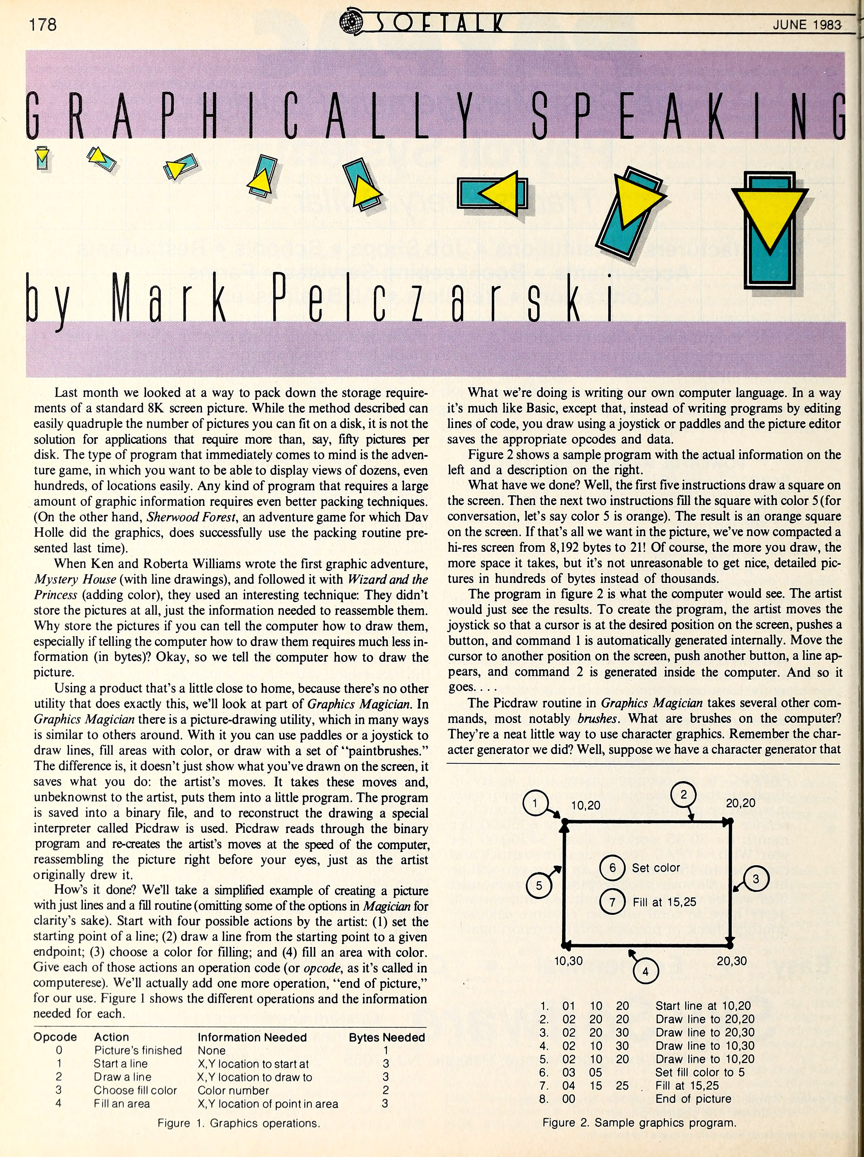 178
SOFTALK
JUNE 1983
GRAPHICALLY SPEAKING
by Mark Pelczarski
Last month we looked at a way to pack down the storage require-
ments of a standard 8K screen picture. While the method described can
easily quadruple the number of pictures you can fit on a disk, it is not the
solution for applications that require more than, say, fifty pictures per
disk. The type of program that immediately comes to mind is the adven-
ture game, in which you want to be able to display views of dozens, even
hundreds, of locations easily. Any kind of program that requires a large
amount of graphic information requires even better packing techniques.
(On the other hand, Sherwood Forest, an adventure game for which Dav
Holle did the graphics, does successfully use the packing routine pre-
sented last time).
When Ken and Roberta Williams wrote the first graphic adventure,
Mystery House (with line drawings), and followed it with Wizard and the
Princess (adding color), they used an interesting technique: They didn't
store the pictures at all, just the information needed to reassemble them.
Why store the pictures if you can tell the computer how to draw them,
especially if telling the computer how to draw them requires much less in-
formation (in bytes)? Okay, so we tell the computer how to draw the
picture.
Using a product that's a little close to home, because there's no other
utility that does exactly this, we'll look at part of Graphics Magician. In
Graphics Magician there is a picture-drawing utility, which in many ways
is similar to others around. With it you can use paddles or a joystick to
draw lines, fill areas with color, or draw with a set of "paintbrushes."
The difference is, it doesn't just show what you've drawn on the screen, it
saves what you do: the artist's moves. It takes these moves and,
unbeknownst to the artist, puts them into a little program. The program
is saved into a binary file, and to reconstruct the drawing a special
interpreter called Picdraw is used. Picdraw reads through the binary
program and re-creates the artist's moves at the speed of the computer,
reassembling the picture right before your eyes, just as the artist
originally drew it.
How's it done? We'll take a simplified example of creating a picture
with just lines and a fill routine (omitting some of the options in Magician for
clarity's sake). Start with four possible actions by the artist: (1) set the
starting point of a line; (2) draw a line from the starting point to a given
endpoint; (3) choose a color for filling; and (4) fill an area with color.
Give each of those actions an operation code (or opcode, as it's called in
computerese). We'll actually add one more operation, "end of picture,"
for our use. Figure 1 shows the different operations and the information
needed for each.
Opcode Action Information Needed Bytes Needed
0 Picture's finished None 1
1 Start a line X,Y location to start at 3
2 Draw a line X,Y location to draw to 3
3 Choose fill color Color number 2
4 Fill an area X,Y location of point in area 3
Figure 1. Graphics operations.
What we're doing is writing our own computer language. In a way
it's much like Basic, except that, instead of writing programs by editing
lines of code, you draw using a joystick or paddles and the picture editor
saves the appropriate opcodes and data.
Figure 2 shows a sample program with the actual information on the
left and a description on the right.
What have we done? Well, the first five instructions draw a square on
the screen. Then the next two instructions fill the square with color 5 (for
conversation, let's say color 5 is orange). The result is an orange square
on the screen. If that's all we want in the picture, we've now compacted a
hi-res screen from 8,192 bytes to 21! Of course, the more you draw, the
more space it takes, but it's not unreasonable to get nice, detailed pic-
tures in hundreds of bytes instead of thousands.
The program in figure 2 is what the computer would see. The artist
would just see the results. To create the program, the artist moves the
joystick so that a cursor is at the desired position on the screen, pushes a
button, and command 1 is automatically generated internally. Move the
cursor to another position on the screen, push another button, a line ap-
pears, and command 2 is generated inside the computer. And so it
goes. . . .
The Picdraw routine in Graphics Magician takes several other com-
mands, most notably brushes. What are brushes on the computer?
They're a neat little way to use character graphics. Remember the char-
acter generator we did? Well, suppose we have a character generator that
1 10,20 2 20,20
6 Set color
5 3
7 Fill at 15,25
10,30 4 20,30
1. 01 10 20 Start line at 10,20
2. 02 20 20 Draw line to 20,20
3. 02 20 30 Draw line to 20,30
4. 02 10 30 Draw line to 10,30
5. 02 10 20 Draw line to 10,20
6. 03 05 Set fill color to 5
7. 04 15 25 Fill at 15,25
8. 00 End of picture
Figure 2. Sample graphics program.